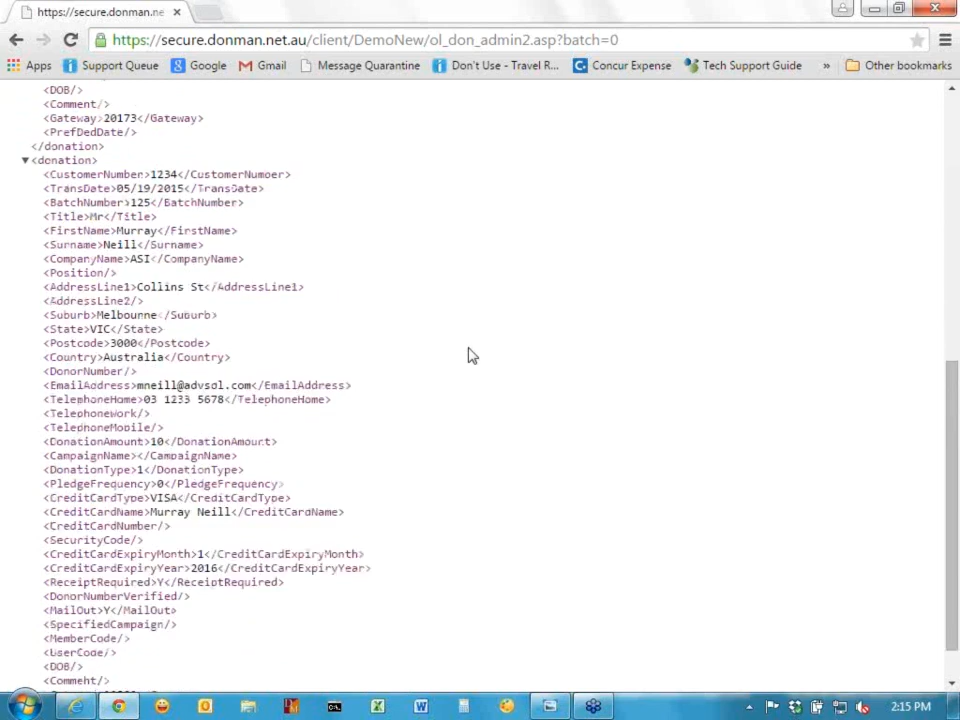 https://secure.donman.ne
https://secure.donman.net.au/client/DemoNew/ol_don_admin2.asp?batch=0
Apps Support Queue Google Gmail Message Quarantine Don't Use - Travel R... Concur Expense Tech Support Guide » Other bookmarks
<DOB/>
<Comment/>
<Gateway>20173</Gateway>
<PrefDedDate/>
</donation>
<donation>
<CustomerNumber>1234</CustomerNumber>
<TransDate>05/19/2015</TransDate>
<BatchNumber>125</BatchNumber>
<Title>Mr</Title>
<FirstName>Murray</FirstName>
<Surname>Neill</Surname>
<CompanyName>ASI</CompanyName>
<Position/>
<AddressLine1>Collins St</AddressLine1>
<AddressLine2/>
<Suburb>Melbourne</Suburb>
<State>VIC</State>
<Postcode>3000</Postcode>
<Country>Australia</Country>
<DonorNumber/>
<EmailAddress>mneill@advsol.com</EmailAddress>
<TelephoneHome>03 1233 5678</TelephoneHome>
<TelephoneWork/>
<TelephoneMobile/>
<DonationAmount>10</DonationAmount>
<CampaignName></CampaignName>
<DonationType>1</DonationType>
<PledgeFrequency>0</PledgeFrequency>
<CreditCardType>VISA</CreditCardType>
<CreditCardName>Murray Neill</CreditCardName>
<CreditCardNumber/>
<SecurityCode/>
<CreditCardExpiryMonth>1</CreditCardExpiryMonth>
<CreditCardExpiryYear>2016</CreditCardExpiryYear>
<ReceiptRequired>Y</ReceiptRequired>
<DonorNumberVerified/>
<MailOut>Y</MailOut>
<SpecifiedCampaign/>
<MemberCode/>
<UserCode/>
<DOB/>
<Comment/>
2:15 PM